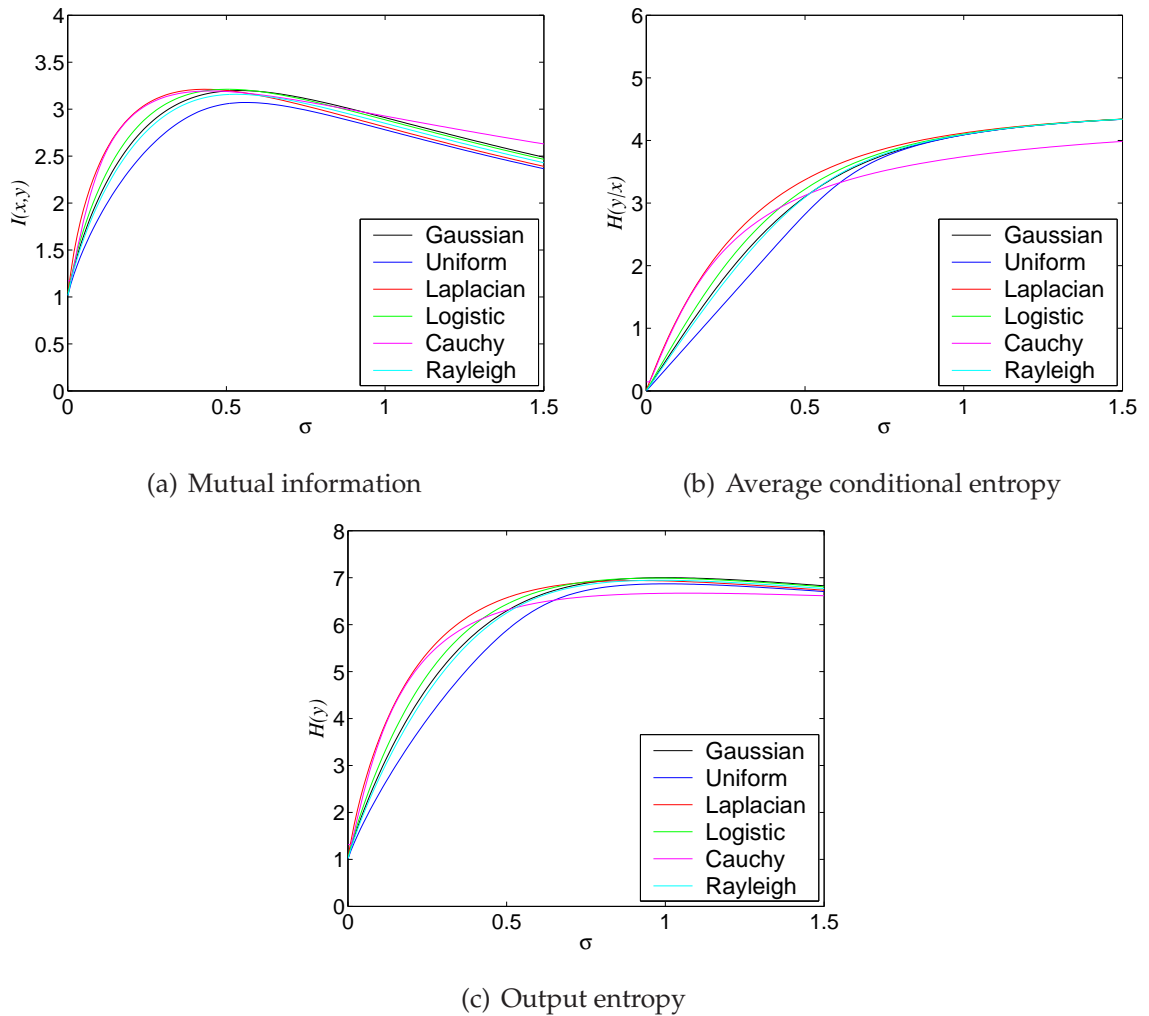 4
3.5
3
2.5
2
1.5
1
0.5
0
I(x,y)
0 0.5 1 1.5
σ
Gaussian
Uniform
Laplacian
Logistic
Cauchy
Rayleigh
(a) Mutual information
6
5
4
3
2
1
0
H(y/x)
0 0.5 1 1.5
σ
Gaussian
Uniform
Laplacian
Logistic
Cauchy
Rayleigh
(b) Average conditional entropy
8
7
6
5
4
3
2
1
0
H(y)
0 0.5 1 1.5
σ
Gaussian
Uniform
Laplacian
Logistic
Cauchy
Rayleigh
(c) Output entropy